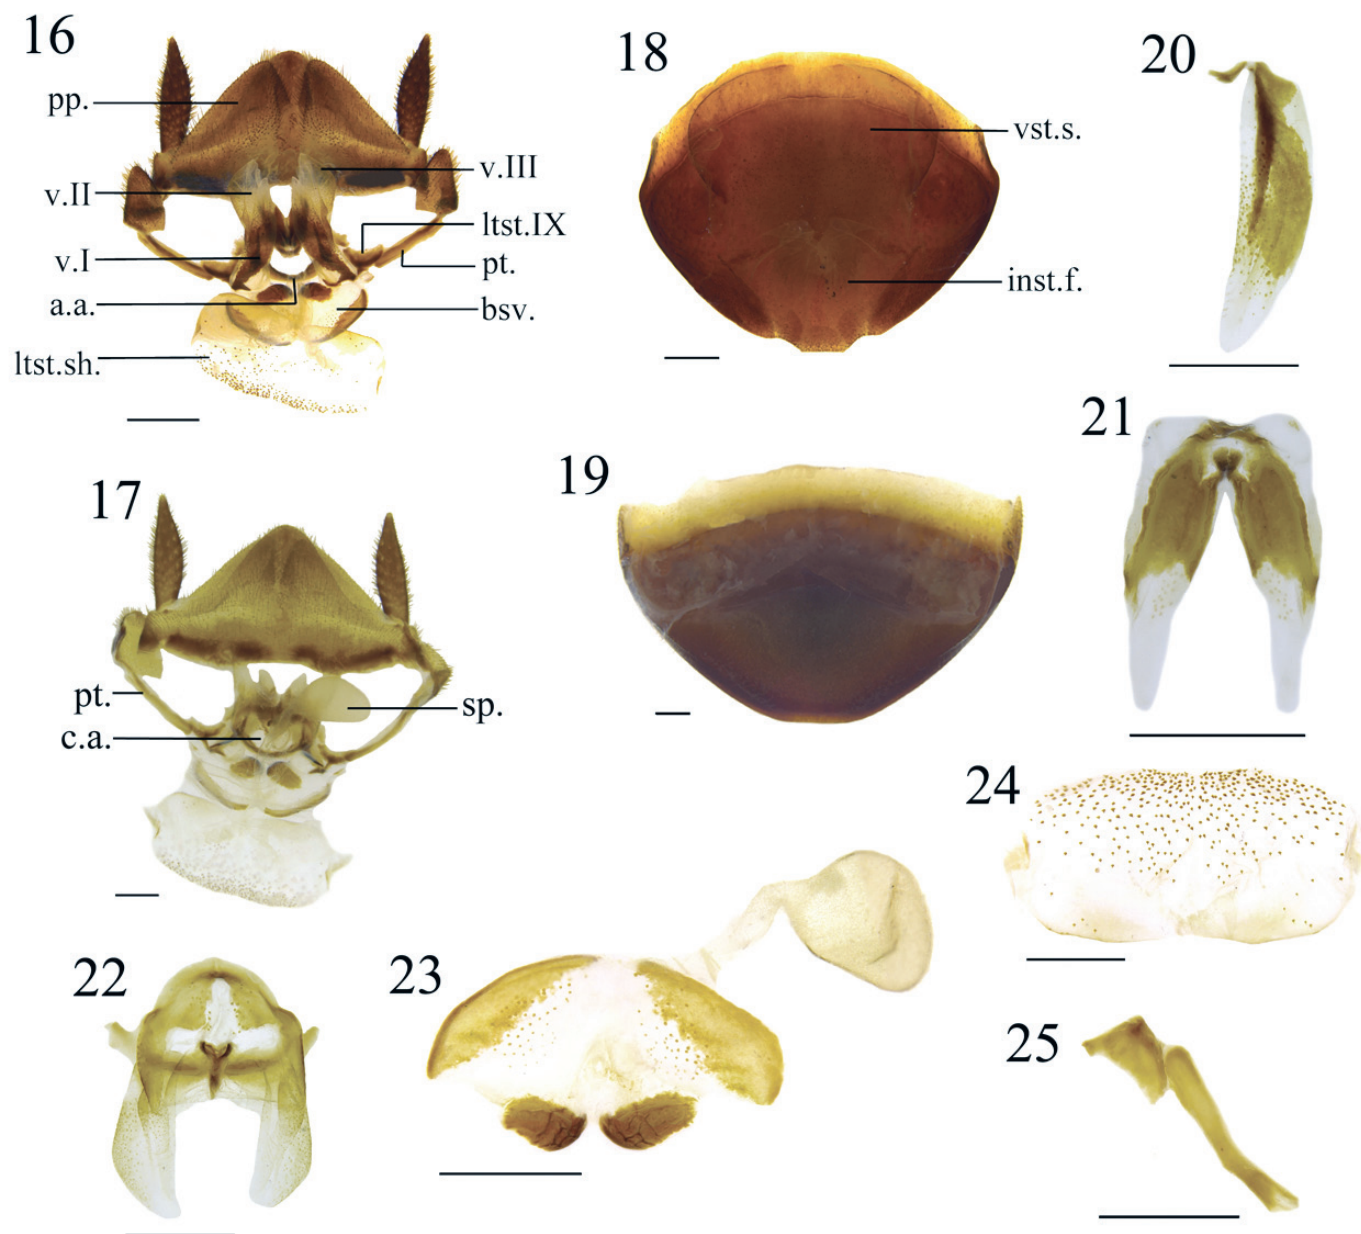 16
pp.
v.II
v.I
a.a.
ltst.sh.
v.III
ltst.IX
pt.
bsv.
18
vst.s.
inst.f.
20
17
pt.
c.a.
sp.
19
21
24
22
23
25